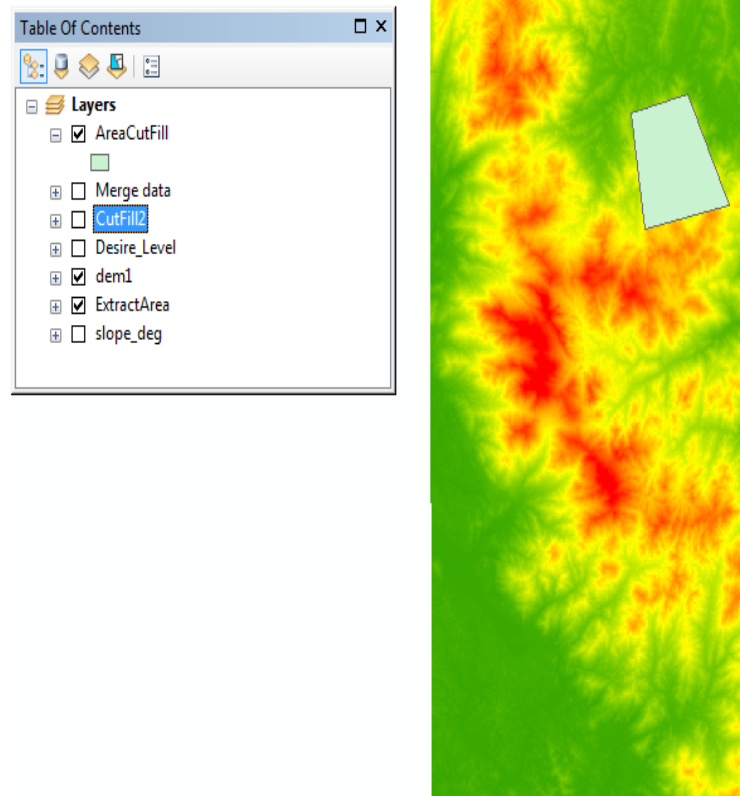 Table Of Contents
Layers
AreaCutFill
Merge data
CutFill2
Desire_Level
dem1
ExtractArea
slope_deg